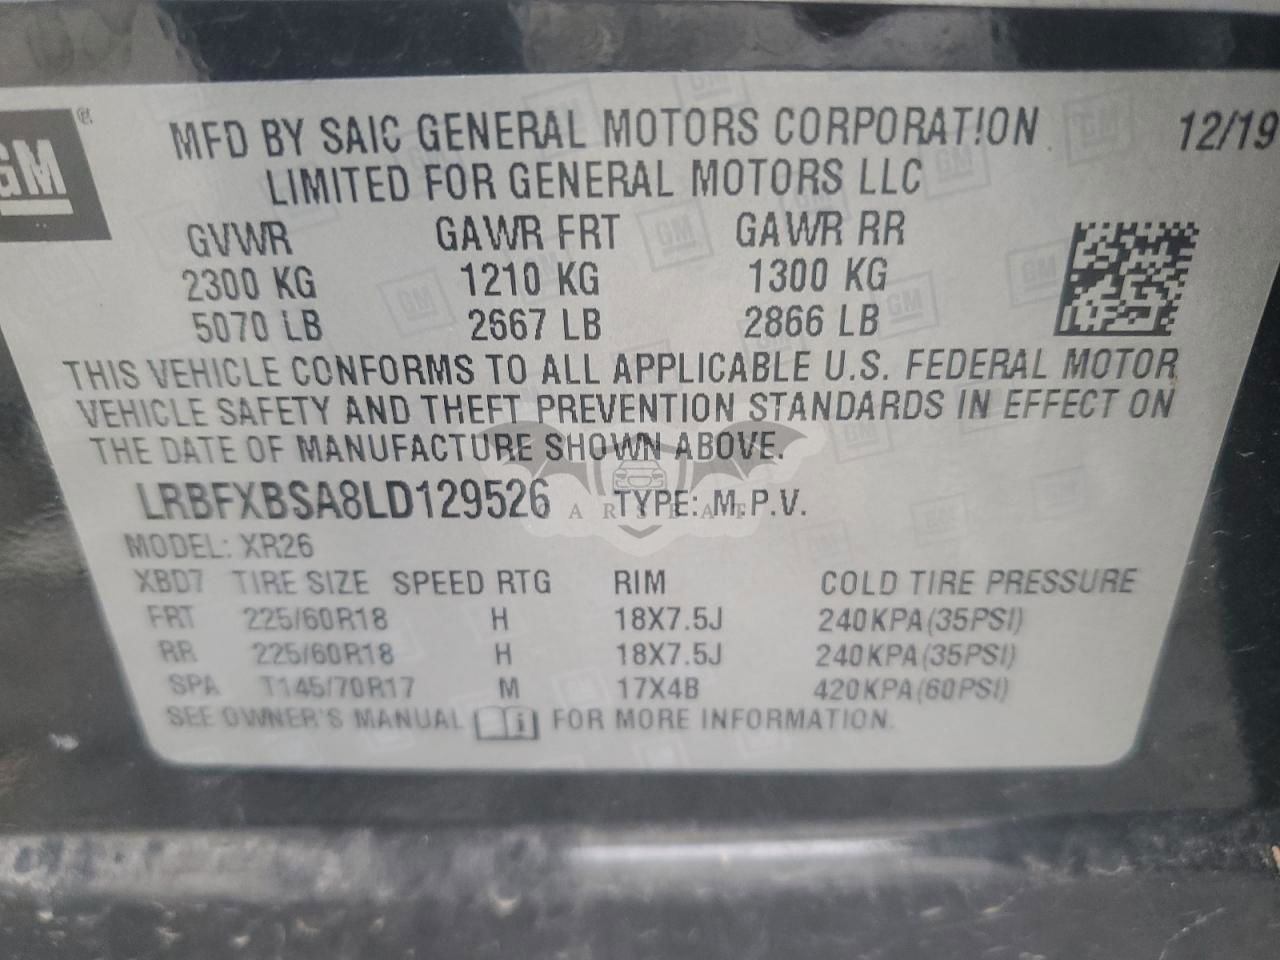 GM ®
MFD BY SAIC GENERAL MOTORS CORPORATION 12/19
LIMITED FOR GENERAL MOTORS LLC
GVWR GAWR FRT GAWR RR
2300 KG 1210 KG 1300 KG
5070 LB 2667 LB 2866 LB
THIS VEHICLE CONFORMS TO ALL APPLICABLE U.S. FEDERAL MOTOR
VEHICLE SAFETY AND THEFT PREVENTION STANDARDS IN EFFECT ON
THE DATE OF MANUFACTURE SHOWN ABOVE.
LRBFXBSA8LD129526 TYPE: M.P.V.
MODEL: XR26
XBD7 TIRE SIZE SPEED RTG RIM COLD TIRE PRESSURE
FRT 225/60R18 H 18X7.5J 240KPA(35PSI)
RR 225/60R18 H 18X7.5J 240KPA(35PSI)
SPA T145/70R17 M 17X4B 420KPA(60PSI)
SEE OWNER'S MANUAL i FOR MORE INFORMATION.